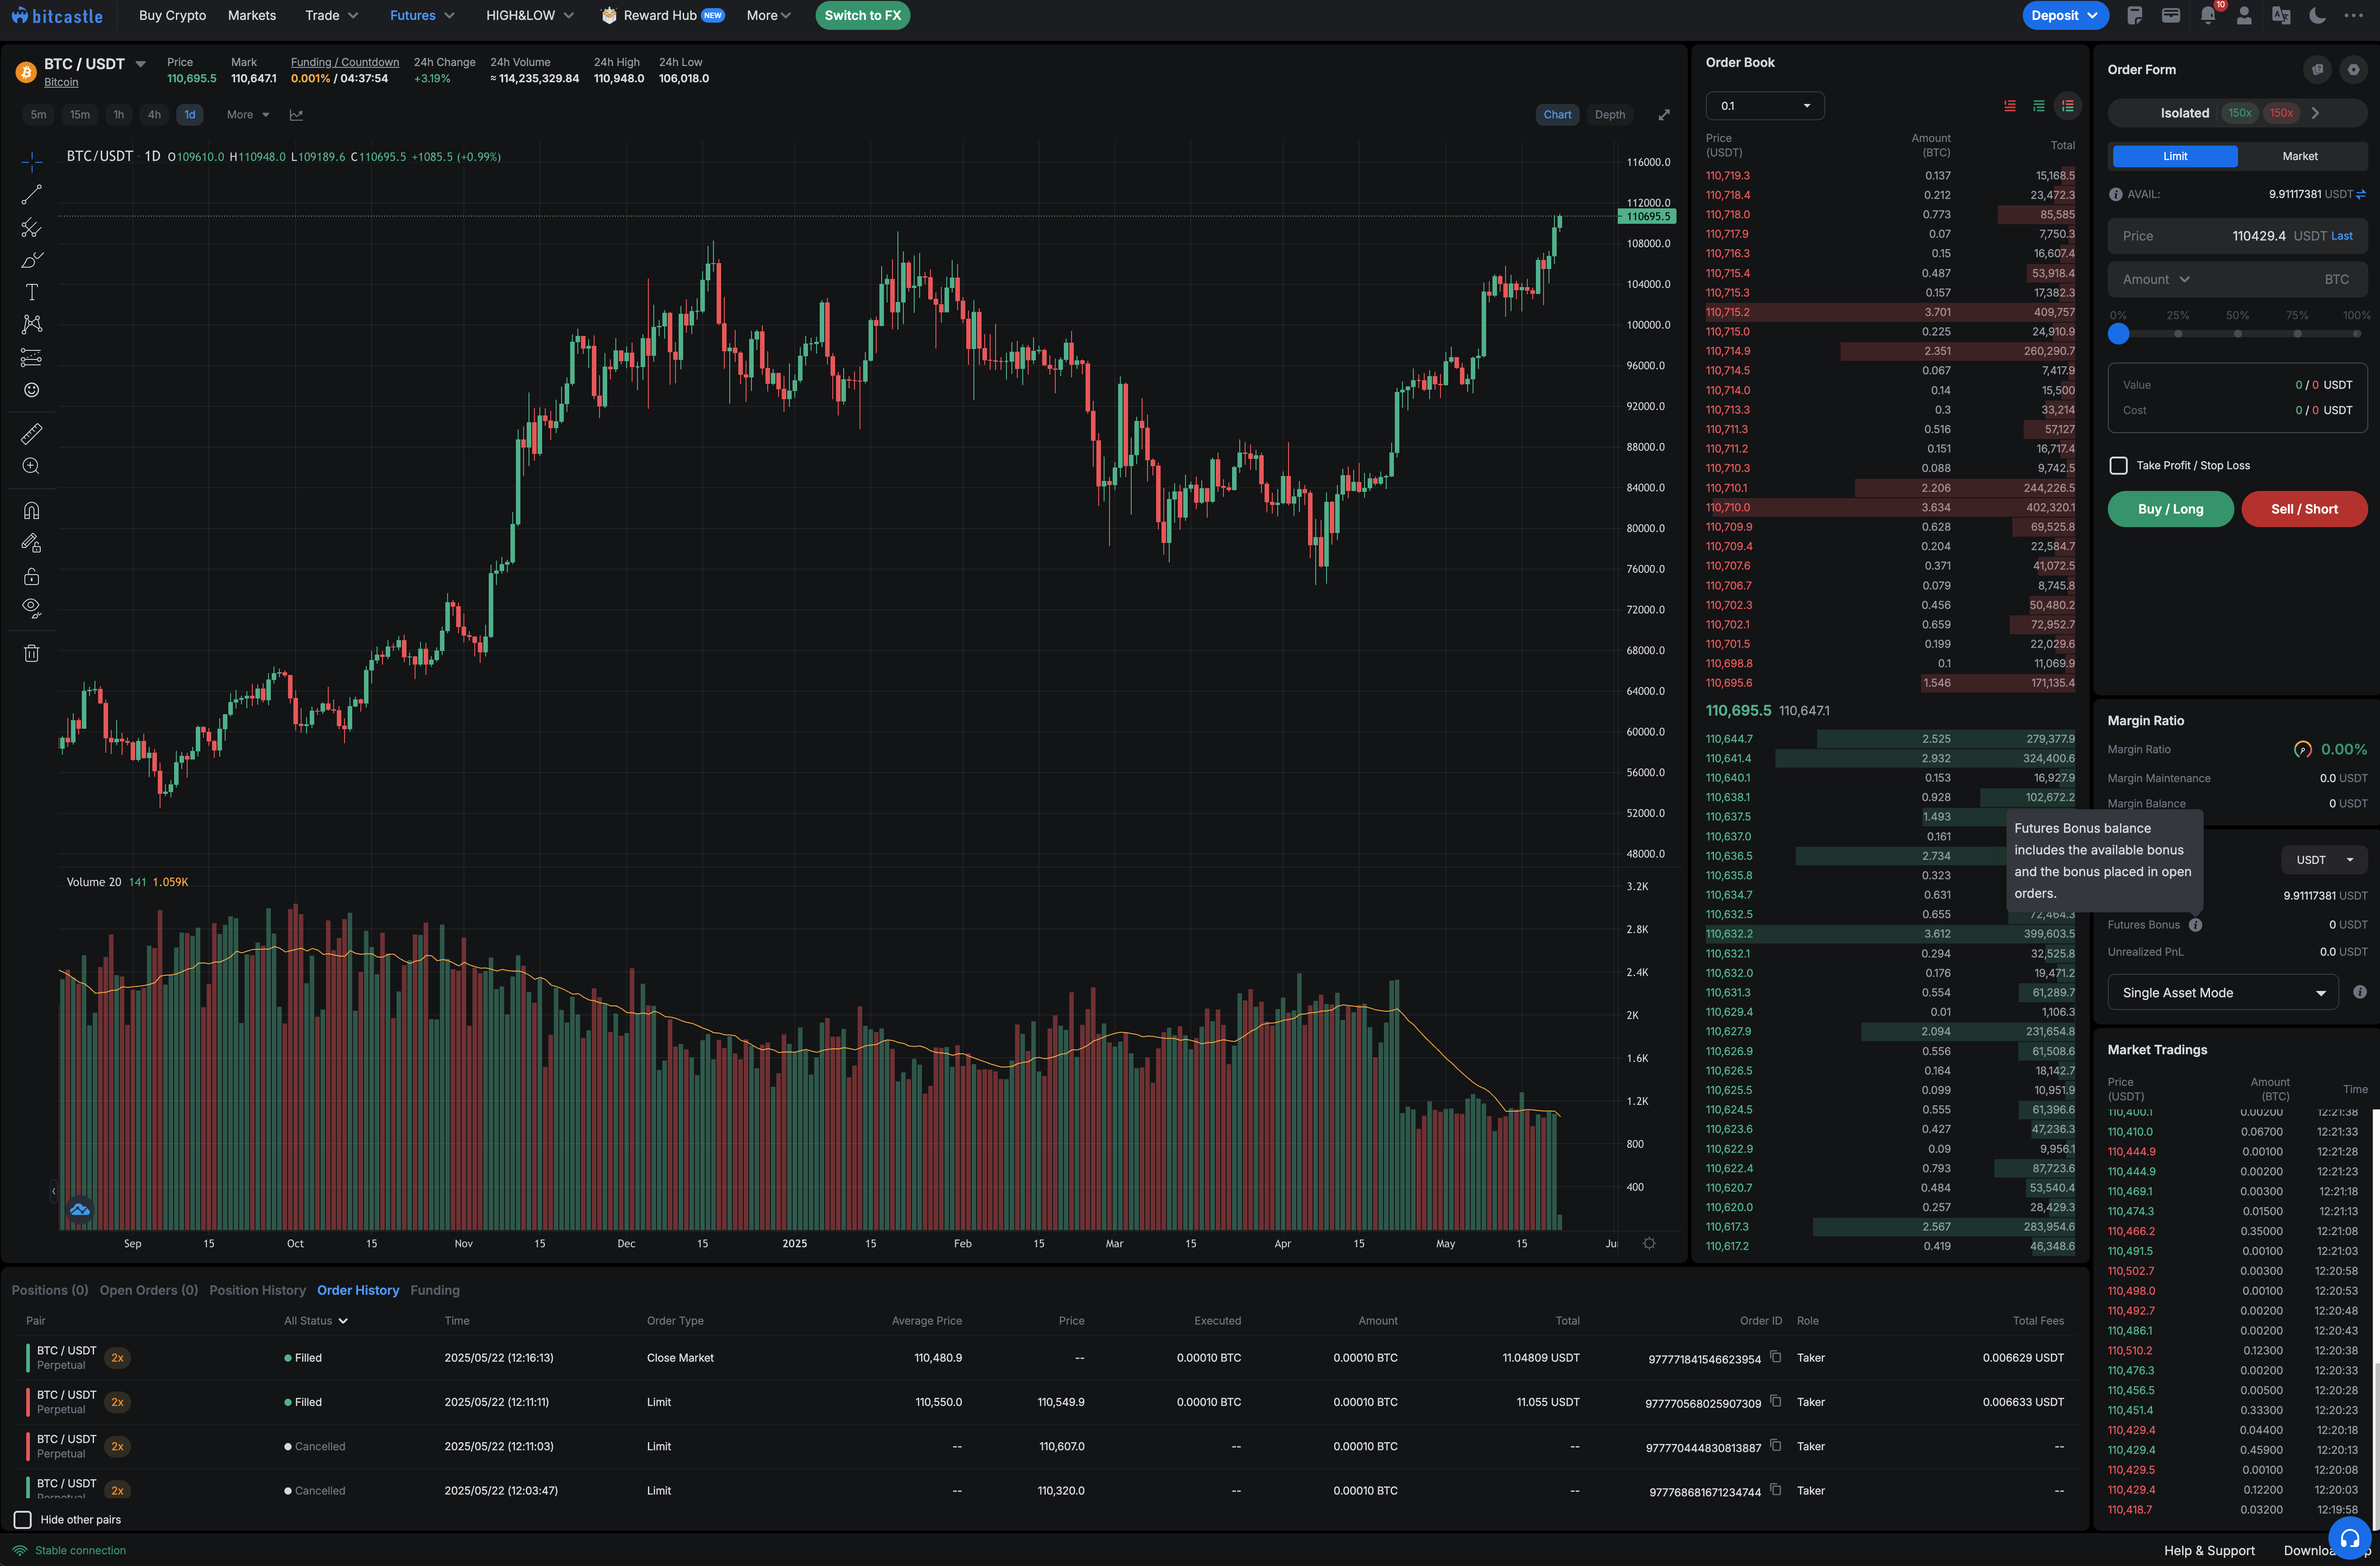 bitcastle
Buy Crypto
Markets
Trade
Futures
HIGH&LOW
Reward Hub NEW
More
Switch to FX
Deposit
10
BTC / USDT
Bitcoin
Price
110,695.5
Mark
110,647.1
Funding / Countdown
0.001% / 04:37:54
24h Change
+3.19%
24h Volume
≈ 114,235,329.84
24h High
110,948.0
24h Low
106,018.0
5m 15m 1h 4h 1d More
Chart Depth
BTC/USDT · 1D O109610.0 H110948.0 L109189.6 C110695.5 +1085.5 (+0.99%)
116000.0
112000.0
110695.5
108000.0
104000.0
100000.0
96000.0
92000.0
88000.0
84000.0
80000.0
76000.0
72000.0
68000.0
64000.0
60000.0
56000.0
52000.0
48000.0
Volume 20 141 1.059K
3.2K
2.8K
2.4K
2K
1.6K
1.2K
800
400
Sep 15 Oct 15 Nov 15 Dec 15 2025 15 Feb 15 Mar 15 Apr 15 May 15
Order Book
0.1
Price (USDT) Amount (BTC) Total
110,719.3 0.137 15,168.5
110,718.4 0.212 23,472.3
110,718.0 0.773 85,585
110,717.9 0.07 7,750.3
110,716.3 0.15 16,607.4
110,715.4 0.487 53,918.4
110,715.3 0.157 17,382.3
110,715.2 3.701 409,757
110,715.0 0.225 24,910.9
110,714.9 2.351 260,290.7
110,714.5 0.067 7,417.9
110,714.0 0.14 15,500
110,713.3 0.3 33,214
110,711.3 0.516 57,127
110,711.2 0.151 16,717.4
110,710.3 0.088 9,742.5
110,710.1 2.206 244,226.5
110,710.0 3.634 402,320.1
110,709.9 0.628 69,525.8
110,709.4 0.204 22,584.7
110,707.6 0.371 41,072.5
110,706.7 0.079 8,745.8
110,702.3 0.456 50,480.2
110,702.1 0.659 72,952.7
110,701.5 0.199 22,029.6
110,698.8 0.1 11,069.9
110,695.6 1.546 171,135.4
110,695.5 110,647.1
110,644.7 2.525 279,377.9
110,641.4 2.932 324,400.6
110,640.1 0.153 16,927.9
110,638.1 0.928 102,672.2
110,637.5 1.493
110,637.0 0.161
110,636.5 2.734
110,635.8 0.323
110,634.7 0.631
110,632.5 0.655 72,464.3
110,632.2 3.612 399,603.5
110,632.1 0.294 32,525.8
110,632.0 0.176 19,471.2
110,631.3 0.554 61,289.7
110,629.4 0.01 1,106.3
110,627.9 2.094 231,654.8
110,626.9 0.556 61,508.6
110,626.5 0.164 18,142.7
110,625.5 0.099 10,951.9
110,624.5 0.555 61,396.6
110,623.6 0.427 47,236.3
110,622.9 0.09 9,956.1
110,622.4 0.793 87,723.6
110,620.7 0.484 53,540.4
110,620.0 0.257 28,429.3
110,617.3 2.567 283,954.6
110,617.2 0.419 46,348.6
Order Form
Isolated 150x 150x
Limit Market
AVAIL: 9.91117381 USDT
Price 110429.4 USDT Last
Amount BTC
0% 25% 50% 75% 100%
Value 0 / 0 USDT
Cost 0 / 0 USDT
Take Profit / Stop Loss
Buy / Long Sell / Short
Margin Ratio
Margin Ratio 0.00%
Margin Maintenance 0.0 USDT
Margin Balance 0 USDT
Futures Bonus balance
includes the available bonus
and the bonus placed in open
orders.
USDT
9.91117381 USDT
Futures Bonus 0 USDT
Unrealized PnL 0.0 USDT
Single Asset Mode
Market Tradings
Price (USDT) Amount (BTC) Time
110,400.1 0.00200 12:21:38
110,410.0 0.06700 12:21:33
110,444.9 0.00100 12:21:28
110,444.9 0.00200 12:21:23
110,469.1 0.00300 12:21:18
110,474.3 0.01500 12:21:13
110,466.2 0.35000 12:21:08
110,491.5 0.00100 12:21:03
110,502.7 0.00300 12:20:58
110,498.0 0.00100 12:20:53
110,492.7 0.00200 12:20:48
110,486.1 0.00200 12:20:43
110,510.2 0.12300 12:20:38
110,476.3 0.00200 12:20:33
110,456.5 0.00500 12:20:28
110,451.4 0.33300 12:20:23
110,429.4 0.04400 12:20:18
110,429.4 0.45900 12:20:13
110,429.5 0.00100 12:20:08
110,429.4 0.12200 12:20:03
110,418.7 0.03200 12:19:58
Positions (0) Open Orders (0) Position History Order History Funding
Pair All Status Time Order Type Average Price Price Executed Amount Total Order ID Role Total Fees
BTC / USDT Perpetual 2x Filled 2025/05/22 (12:16:13) Close Market 110,480.9 -- 0.00010 BTC 0.00010 BTC 11.04809 USDT 977771841546623954 Taker 0.006629 USDT
BTC / USDT Perpetual 2x Filled 2025/05/22 (12:11:11) Limit 110,550.0 110,549.9 0.00010 BTC 0.00010 BTC 11.055 USDT 977770568025907309 Taker 0.006633 USDT
BTC / USDT Perpetual 2x Cancelled 2025/05/22 (12:11:03) Limit -- 110,607.0 -- 0.00010 BTC -- 977770444830813887 Taker --
BTC / USDT Perpetual 2x Cancelled 2025/05/22 (12:03:47) Limit -- 110,320.0 -- 0.00010 BTC -- 977768681671234744 Taker --
Hide other pairs
Stable connection
Help & Support